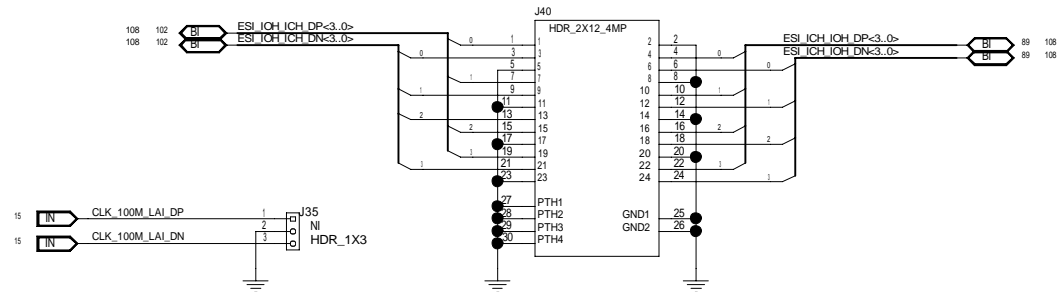 J40
HDR_2X12_4MP
108 102 BI ESI_IOH_ICH_DP<3..0>
108 102 BI ESI_IOH_ICH_DN<3..0>
ESI_ICH_IOH_DP<3..0> BI 89 108
ESI_ICH_IOH_DN<3..0> BI 89 108
0 1 1 2 2
0 3 3 4 4 0
5 5 6 6 0
1 7 7 8 8
1 9 9 10 10 1
11 11 12 12 1
2 13 13 14 14
2 15 15 16 16 2
17 17 18 18 2
3 19 19 20 20
3 21 21 22 22 3
23 23 24 24 3
27 PTH1
28 PTH2 GND1 25
29 PTH3 GND2 26
30 PTH4
15 IN CLK_100M_LAI_DP 1 J35
2 NI
15 IN CLK_100M_LAI_DN 3 HDR_1X3